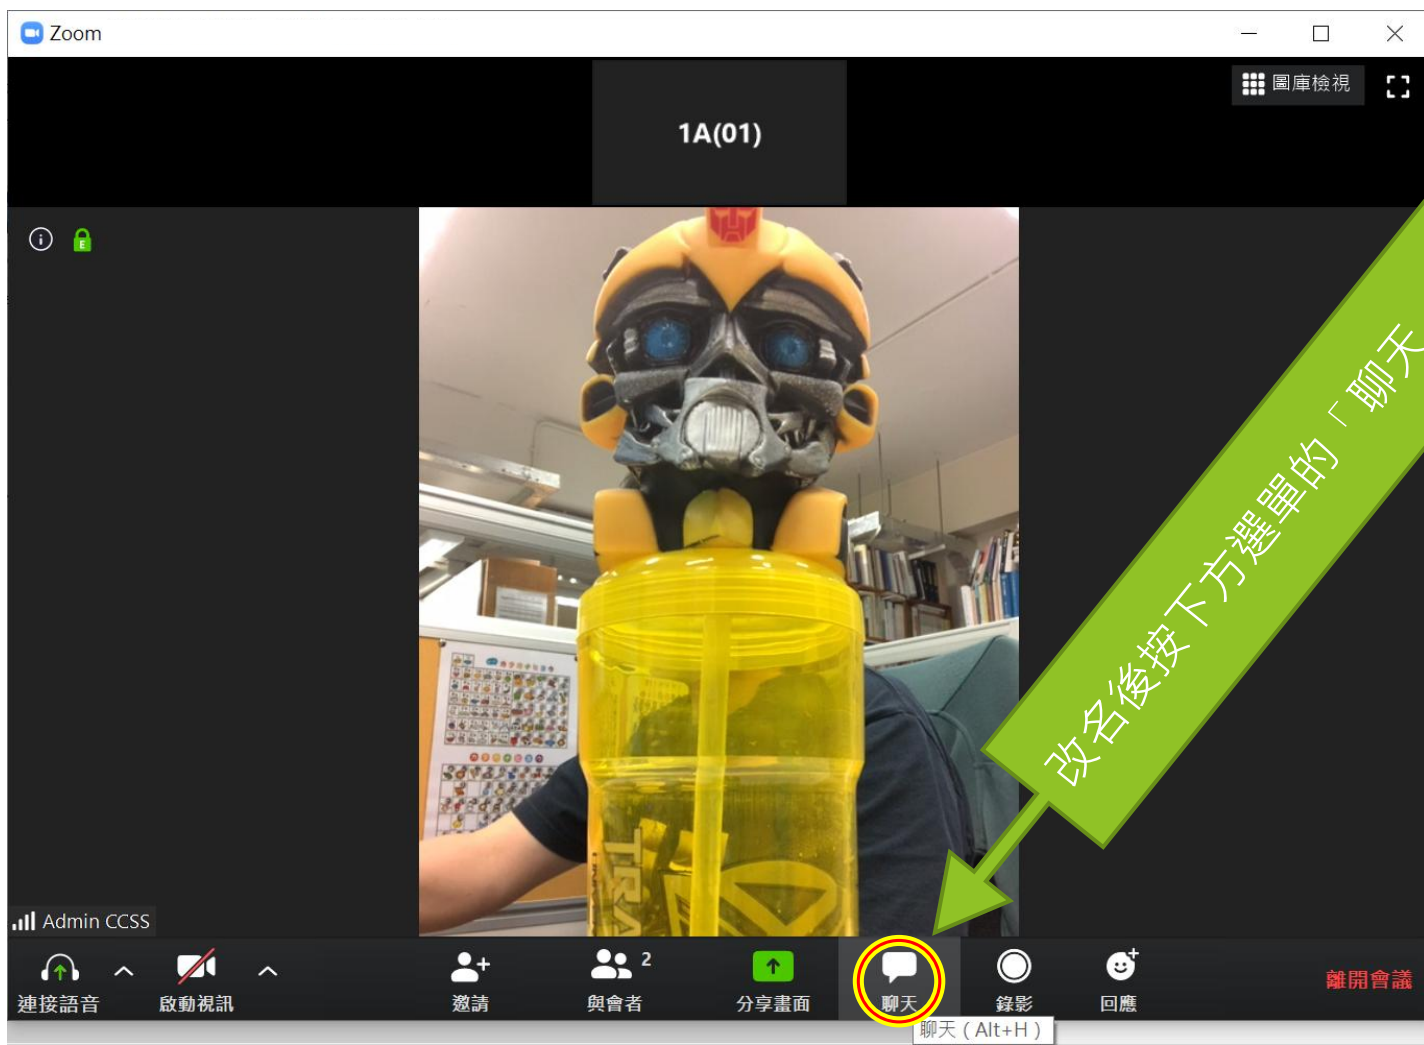 Zoom
圖庫檢視
1A(01)
改名後按下方選單的「聊天
TRA
Admin CCSS
連接語音
啟動視訊
邀請
與會者 2
分享畫面
聊天
錄影
回應
離開會議
聊天 ( Alt+H )